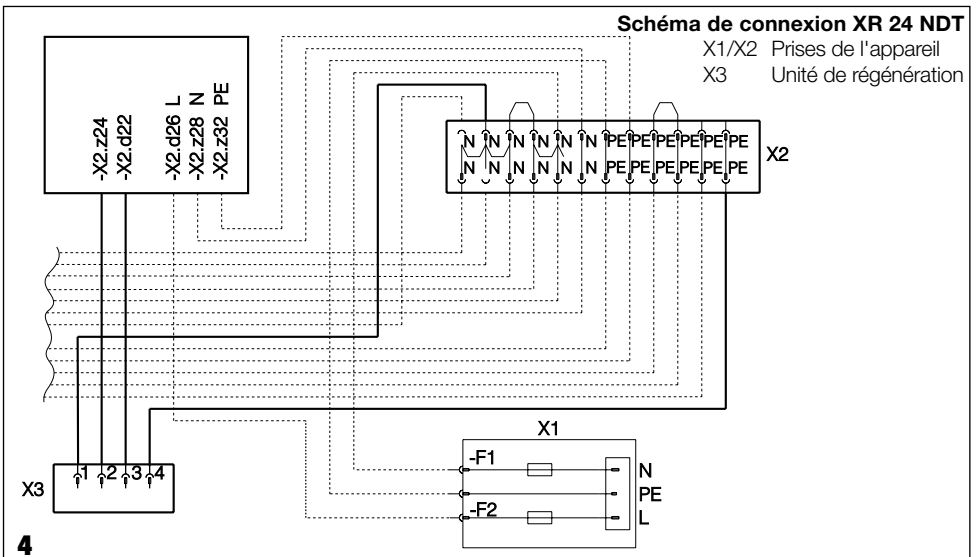 Schéma de connexion XR 24 NDT
X1/X2 Prises de l'appareil
X3 Unité de régénération
-X2.z24
-X2.d22
-X2.d26 L
-X2.z28 N
-X2.z32 PE
N N N N N N PE PE PE PE PE PE
N N N N N N PE PE PE PE PE PE
X2
X1
-F1
N
PE
-F2
L
1 2 3 4
X3
4